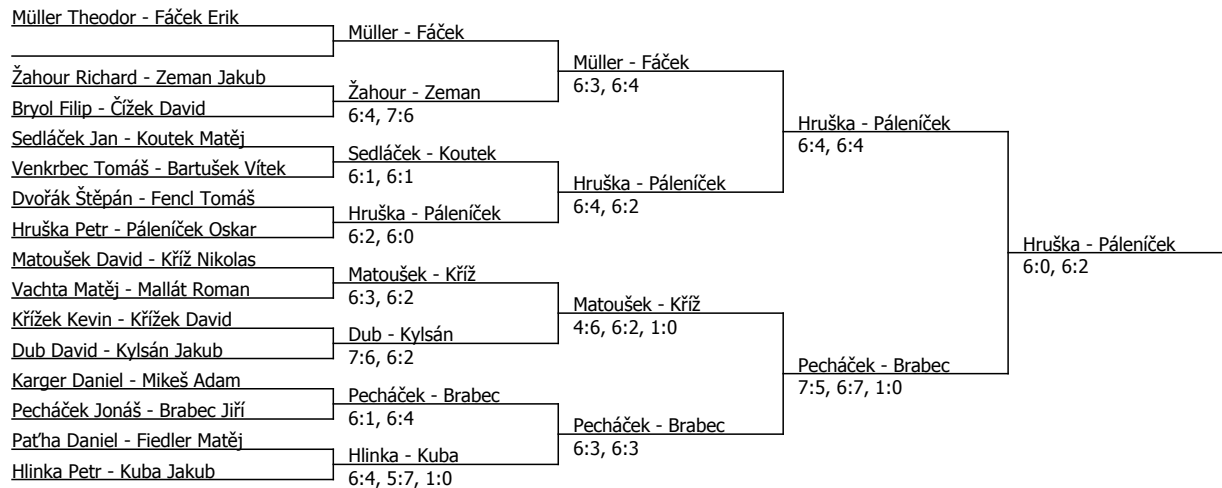 Müller Theodor - Fáček Erik
Žahour Richard - Zeman Jakub
Bryol Filip - Čížek David
Sedláček Jan - Koutek Matěj
Venkrbec Tomáš - Bartušek Vítek
Dvořák Štěpán - Fencl Tomáš
Hruška Petr - Páleníček Oskar
Matoušek David - Kříž Nikolas
Vachta Matěj - Mallát Roman
Křížek Kevin - Křížek David
Dub David - Kylsán Jakub
Karger Daniel - Mikeš Adam
Pecháček Jonáš - Brabec Jiří
Paťha Daniel - Fiedler Matěj
Hlinka Petr - Kuba Jakub
Müller - Fáček
Žahour - Zeman
6:4, 7:6
Sedláček - Koutek
6:1, 6:1
Hruška - Páleníček
6:2, 6:0
Matoušek - Kříž
6:3, 6:2
Dub - Kylsán
7:6, 6:2
Pecháček - Brabec
6:1, 6:4
Hlinka - Kuba
6:4, 5:7, 1:0
Müller - Fáček
6:3, 6:4
Hruška - Páleníček
6:4, 6:2
Matoušek - Kříž
4:6, 6:2, 1:0
Pecháček - Brabec
6:3, 6:3
Hruška - Páleníček
6:4, 6:4
Pecháček - Brabec
7:5, 6:7, 1:0
Hruška - Páleníček
6:0, 6:2